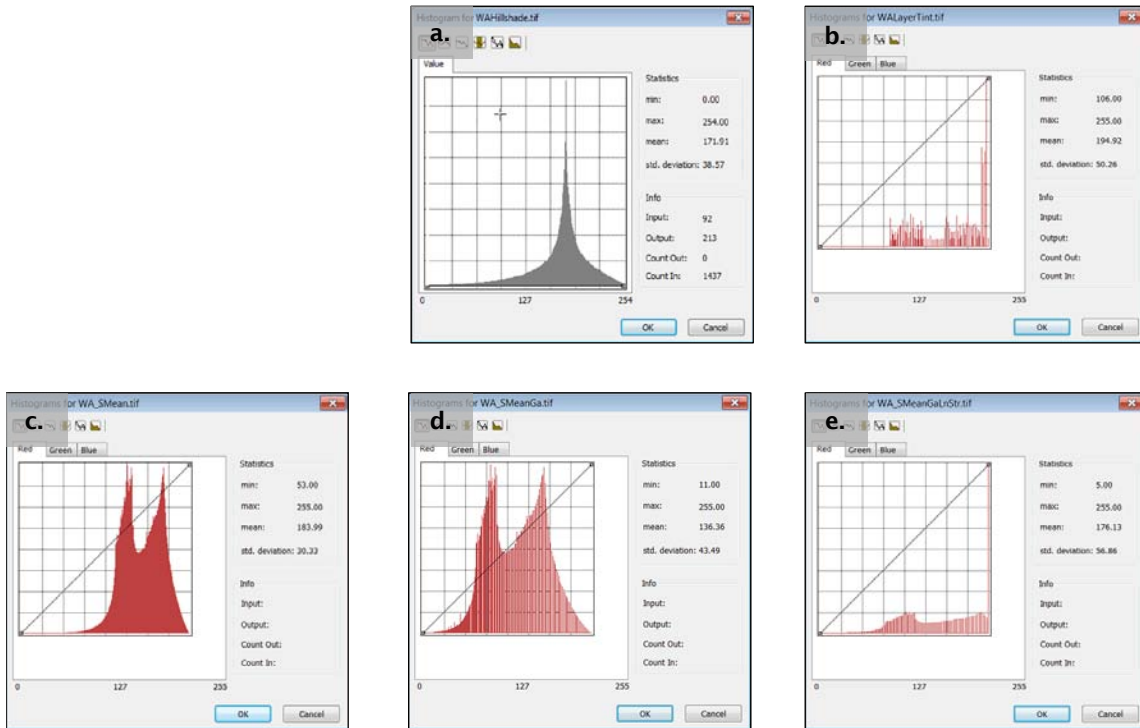 Histogram for WAHillshade.tif
a.
Value
Statistics
min: 0.00
max: 254.00
mean: 171.91
std. deviation: 38.57
Info
Input: 92
Output: 213
Count Out: 0
Count In: 1437
0 127 254
OK Cancel
Histograms for WALayerTint.tif
b.
Red Green Blue
Statistics
min: 106.00
max: 255.00
mean: 194.92
std. deviation: 50.26
Info
Input:
Output:
Count Out:
Count In:
0 127 255
OK Cancel
Histograms for WA_SMean.tif
c.
Red Green Blue
Statistics
min: 53.00
max: 255.00
mean: 183.99
std. deviation: 30.33
Info
Input:
Output:
Count Out:
Count In:
0 127 255
OK Cancel
Histograms for WA_SMeanGa.tif
d.
Red Green Blue
Statistics
min: 11.00
max: 255.00
mean: 136.36
std. deviation: 43.49
Info
Input:
Output:
Count Out:
Count In:
0 127 255
OK Cancel
Histograms for WA_SMeanGaLnStr.tif
e.
Red Green Blue
Statistics
min: 5.00
max: 255.00
mean: 176.13
std. deviation: 56.86
Info
Input:
Output:
Count Out:
Count In:
0 127 255
OK Cancel